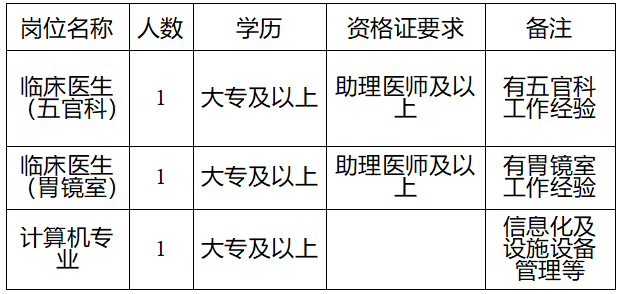 岗位名称 人数 学历 资格证要求 备注
临床医生
（五官科） 1 大专及以上 助理医师及以
上 有五官科
工作经验
临床医生
（胃镜室） 1 大专及以上 助理医师及以
上 有胃镜室
工作经验
计算机专
业 1 大专及以上 信息化及
设施设备
管理等